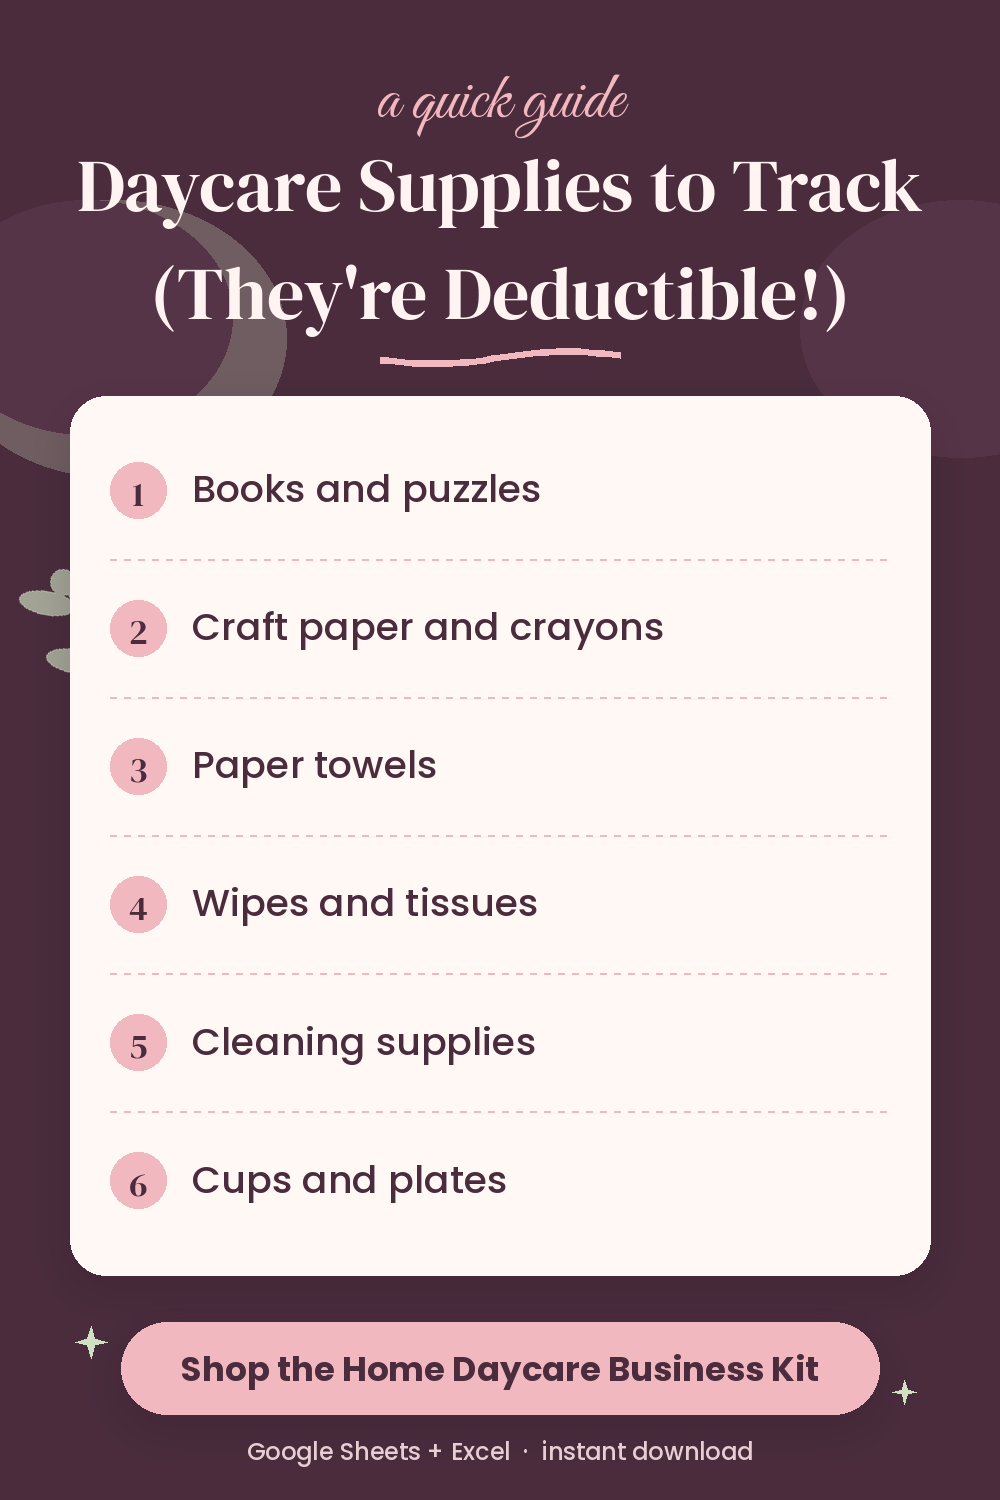 a quick guide
Daycare Supplies to Track
(They're Deductible!)
1 Books and puzzles
2 Craft paper and crayons
3 Paper towels
4 Wipes and tissues
5 Cleaning supplies
6 Cups and plates
Shop the Home Daycare Business Kit
Google Sheets + Excel · instant download